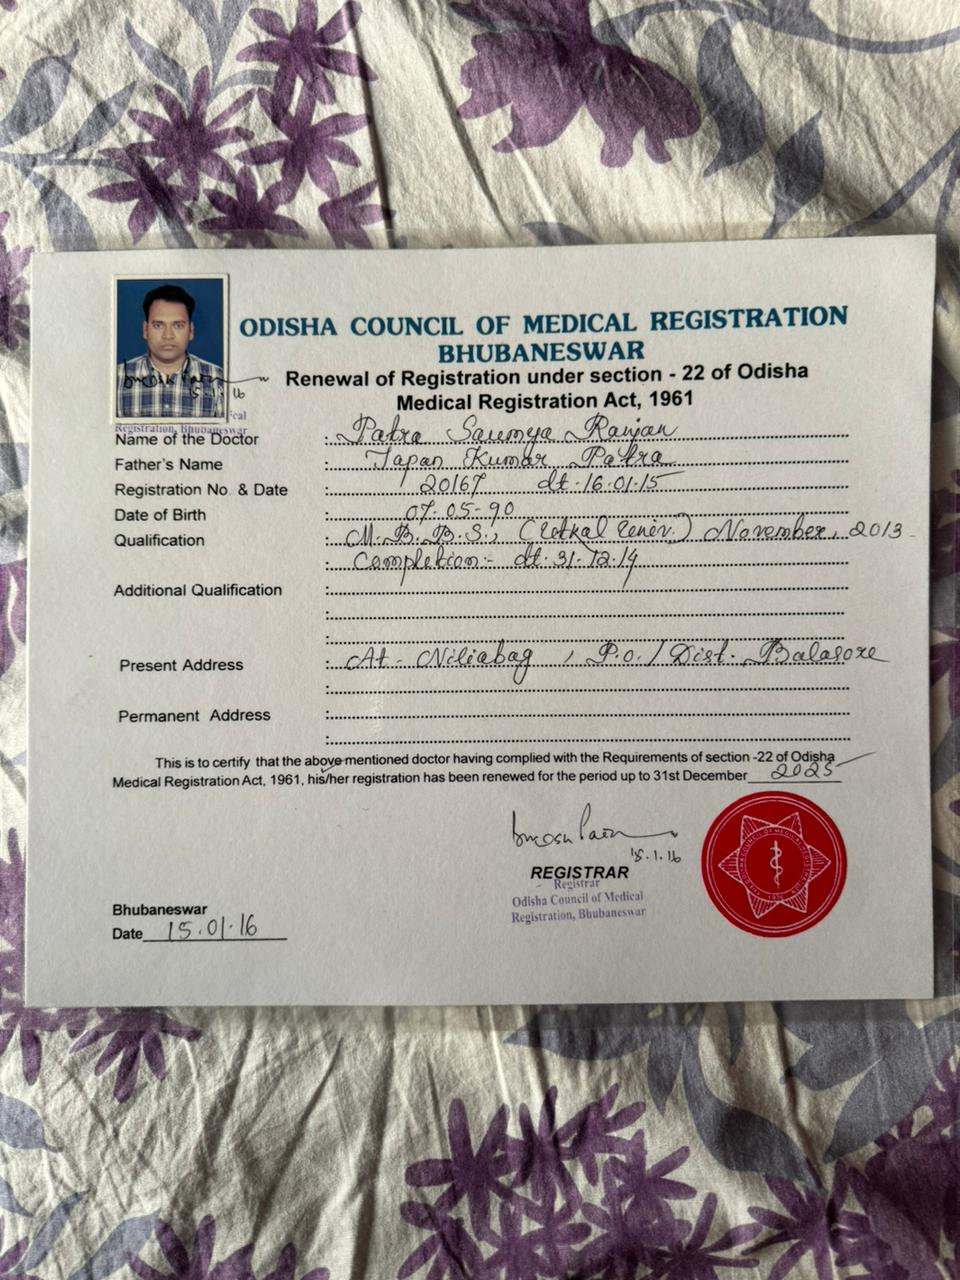 ODISHA COUNCIL OF MEDICAL REGISTRATION
BHUBANESWAR
Renewal of Registration under section - 22 of Odisha
Medical Registration Act, 1961
15.1.16
Registration, Bhubaneswar
Name of the Doctor : Patra Saumya Ranjan
Father's Name : Tapan Kumar Patra
Registration No. & Date : 20167 dt-16.01.15
Date of Birth : 07-05-90
Qualification : M.B.B.S., (Utkal Univ.) November, 2013
: Completion:- dt. 31-12-14
Additional Qualification :
Present Address : At - Niliabag, P.O./Dist. Balasore
Permanent Address :
This is to certify that the above-mentioned doctor having complied with the Requirements of section -22 of Odisha
Medical Registration Act, 1961, his/her registration has been renewed for the period up to 31st December 2025
15.1.16
REGISTRAR
Registrar
Odisha Council of Medical
Registration, Bhubaneswar
Bhubaneswar
Date 15.01.16